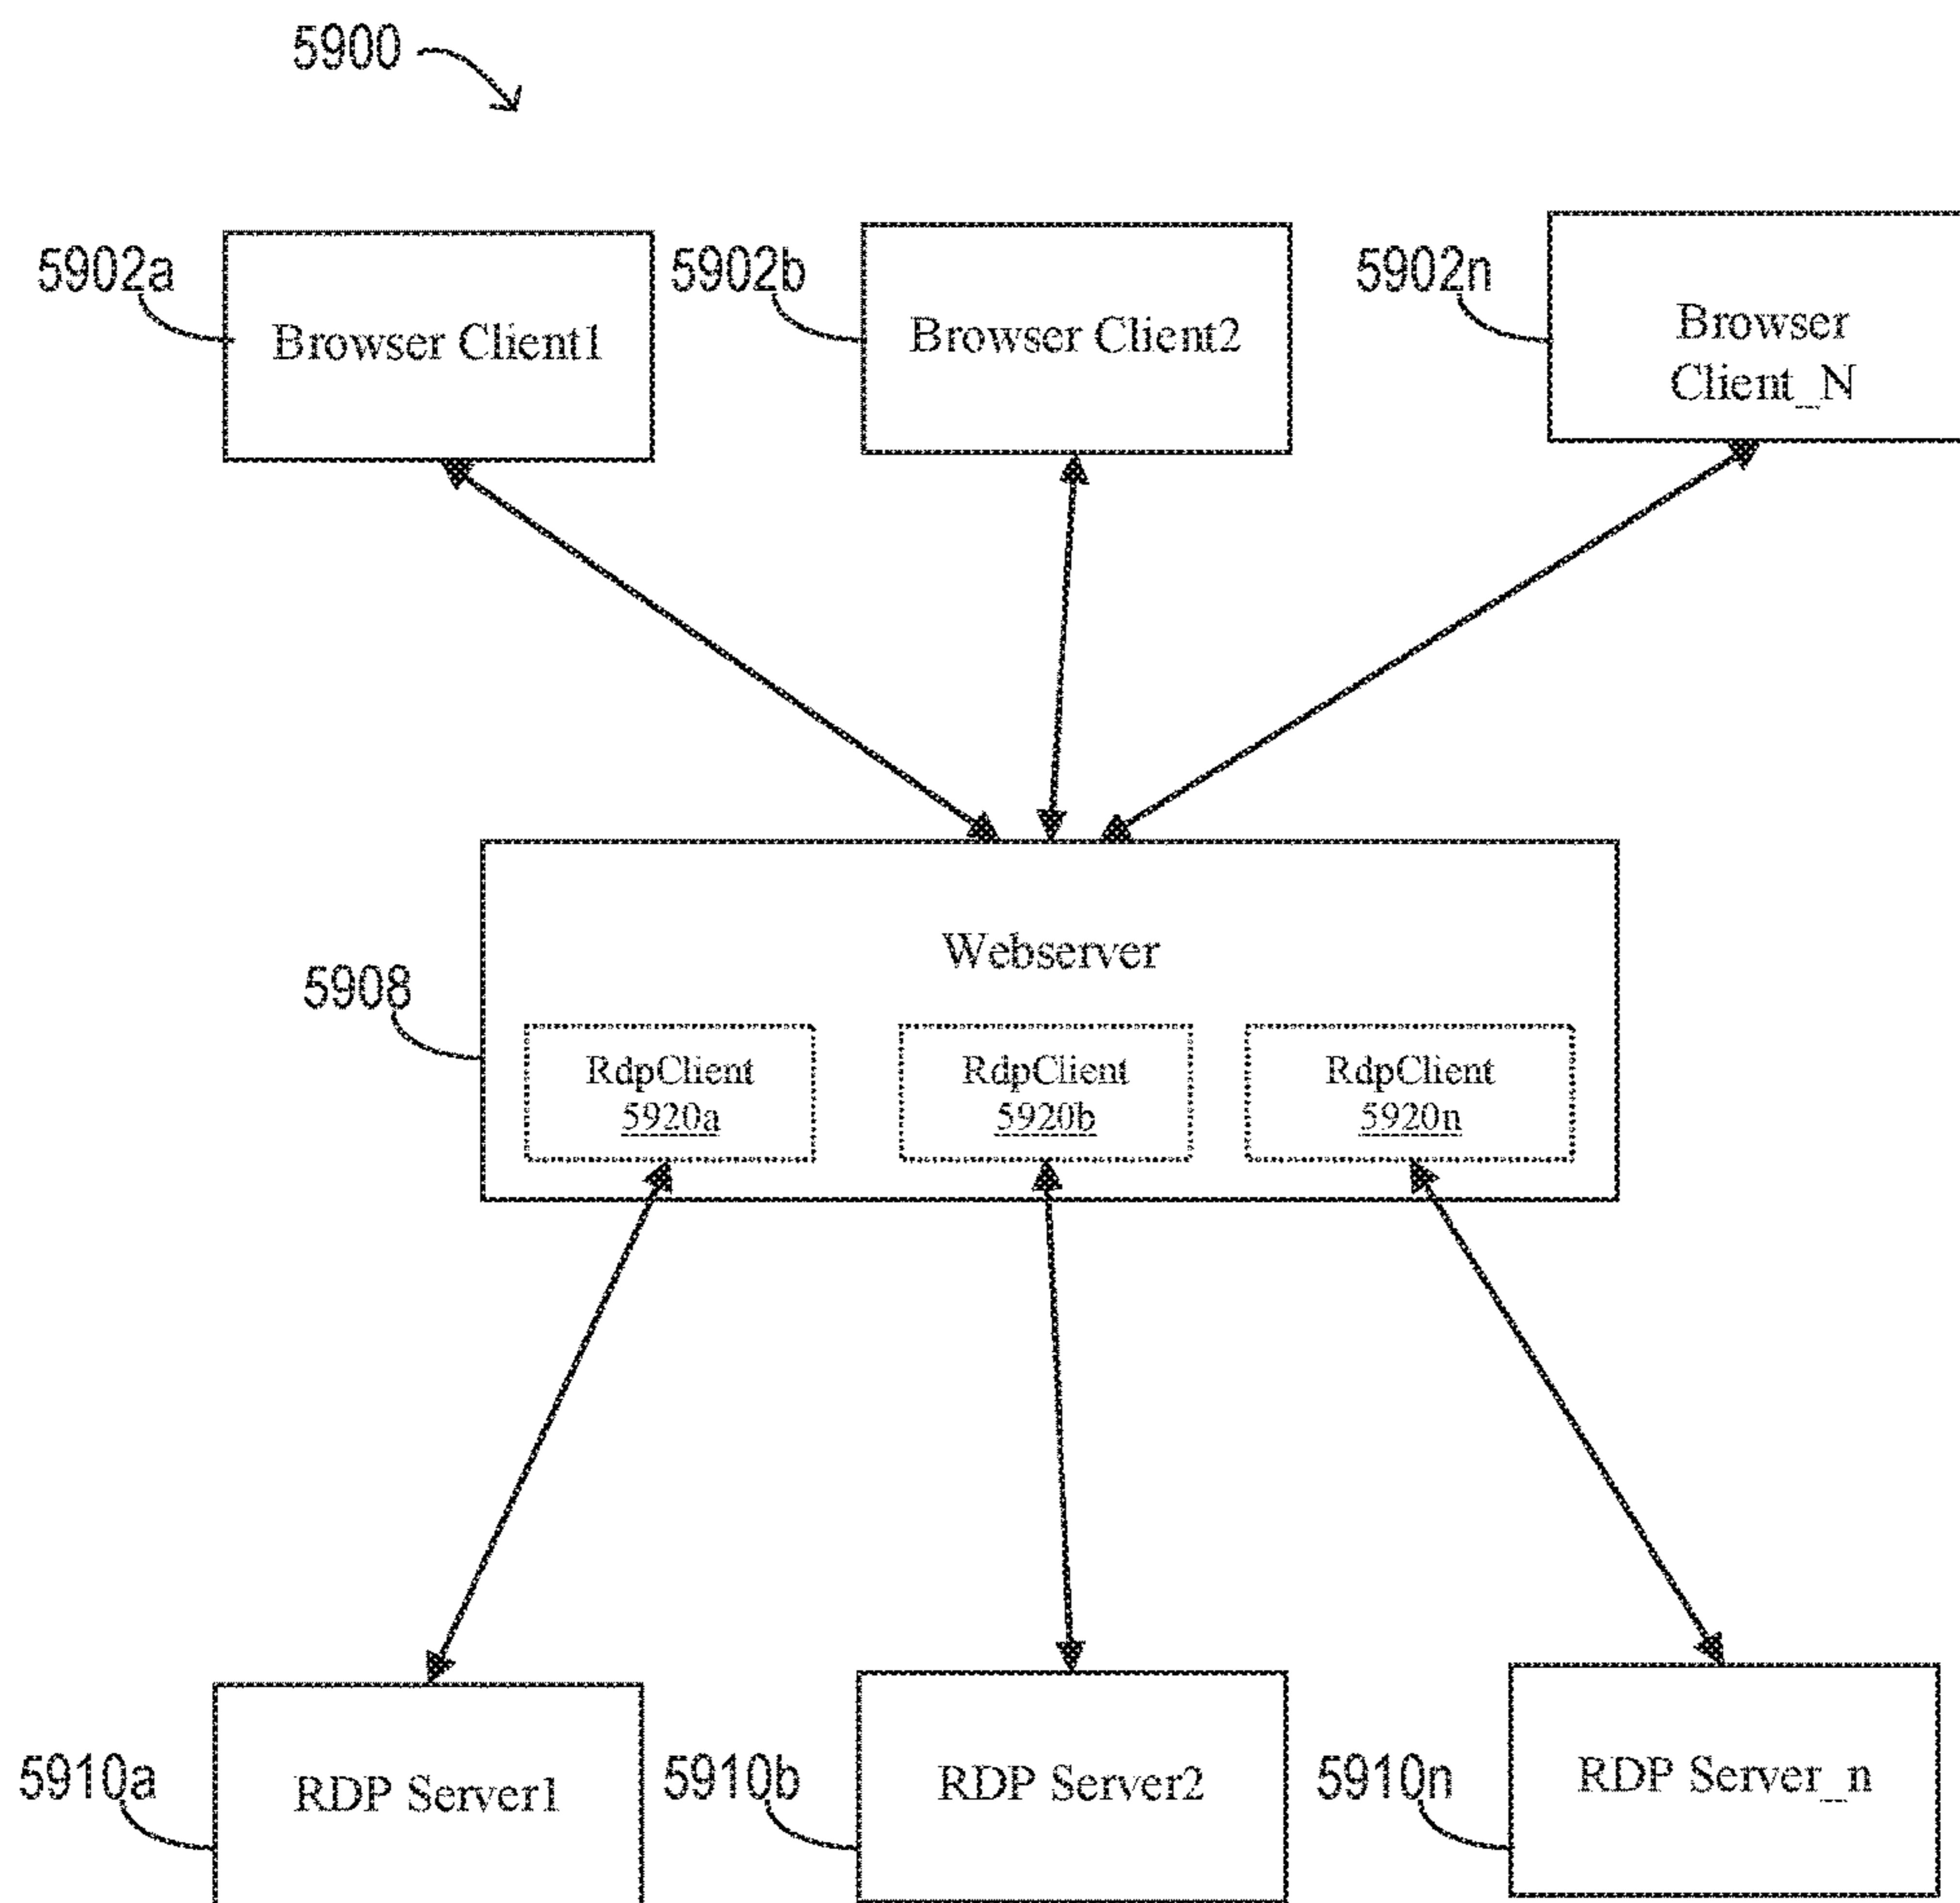 5900
5902a
Browser Client1
5902b
Browser Client2
5902n
Browser
Client_N
Webserver
5908
RdpClient
5920a
RdpClient
5920b
RdpClient
5920n
5910a
RDP Server1
5910b
RDP Server2
5910n
RDP Server_n